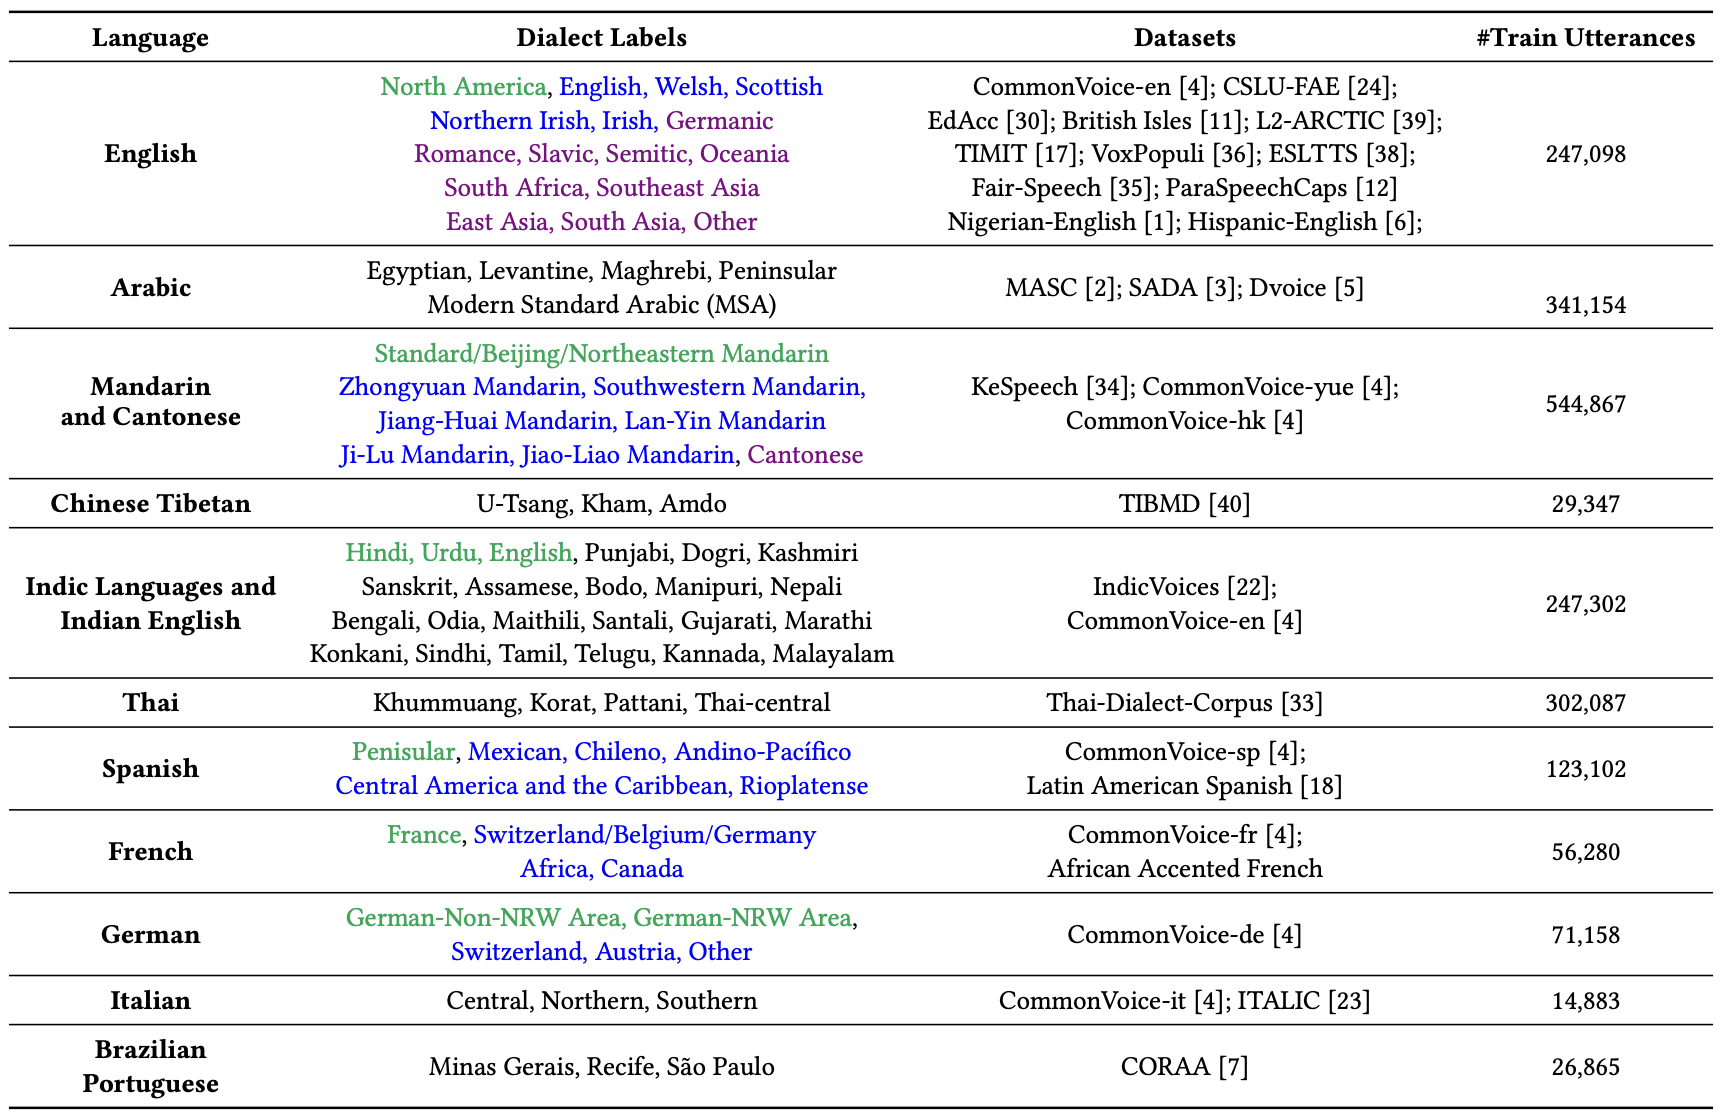 Language Dialect Labels Datasets #Train Utterances
English
North America, English, Welsh, Scottish
Northern Irish, Irish, Germanic
Romance, Slavic, Semitic, Oceania
South Africa, Southeast Asia
East Asia, South Asia, Other
CommonVoice-en [4]; CSLU-FAE [24];
EdAcc [30]; British Isles [11]; L2-ARCTIC [39];
TIMIT [17]; VoxPopuli [36]; ESLTTS [38];
Fair-Speech [35]; ParaSpeechCaps [12]
Nigerian-English [1]; Hispanic-English [6];
247,098
Arabic
Egyptian, Levantine, Maghrebi, Peninsular
Modern Standard Arabic (MSA)
MASC [2]; SADA [3]; Dvoice [5]
341,154
Mandarin
and Cantonese
Standard/Beijing/Northeastern Mandarin
Zhongyuan Mandarin, Southwestern Mandarin,
Jiang-Huai Mandarin, Lan-Yin Mandarin
Ji-Lu Mandarin, Jiao-Liao Mandarin, Cantonese
KeSpeech [34]; CommonVoice-yue [4];
CommonVoice-hk [4]
544,867
Chinese Tibetan
U-Tsang, Kham, Amdo
TIBMD [40]
29,347
Indic Languages and
Indian English
Hindi, Urdu, English, Punjabi, Dogri, Kashmiri
Sanskrit, Assamese, Bodo, Manipuri, Nepali
Bengali, Odia, Maithili, Santali, Gujarati, Marathi
Konkani, Sindhi, Tamil, Telugu, Kannada, Malayalam
IndicVoices [22];
CommonVoice-en [4]
247,302
Thai
Khummuang, Korat, Pattani, Thai-central
Thai-Dialect-Corpus [33]
302,087
Spanish
Penisular, Mexican, Chileno, Andino-Pacífico
Central America and the Caribbean, Rioplatense
CommonVoice-sp [4];
Latin American Spanish [18]
123,102
French
France, Switzerland/Belgium/Germany
Africa, Canada
CommonVoice-fr [4];
African Accented French
56,280
German
German-Non-NRW Area, German-NRW Area,
Switzerland, Austria, Other
CommonVoice-de [4]
71,158
Italian
Central, Northern, Southern
CommonVoice-it [4]; ITALIC [23]
14,883
Brazilian
Portuguese
Minas Gerais, Recife, São Paulo
CORAA [7]
26,865